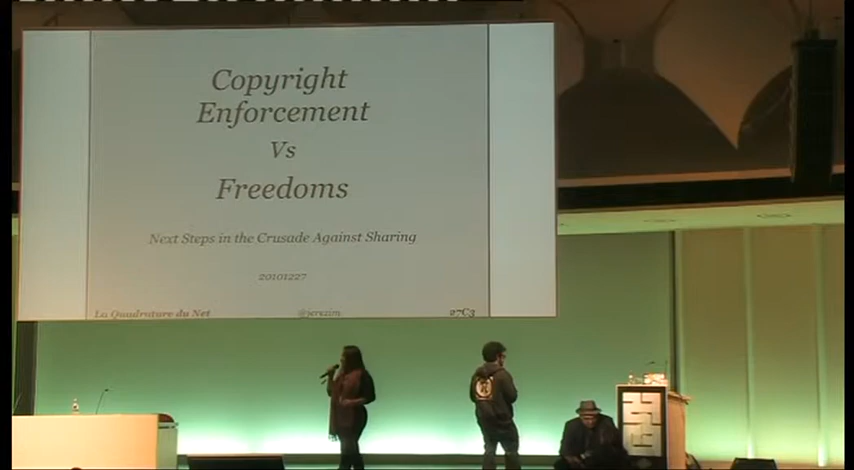 Copyright
Enforcement
Vs
Freedoms
Next Steps in the Crusade Against Sharing
20101227
La Quadrature du Net @jerezim 27C3